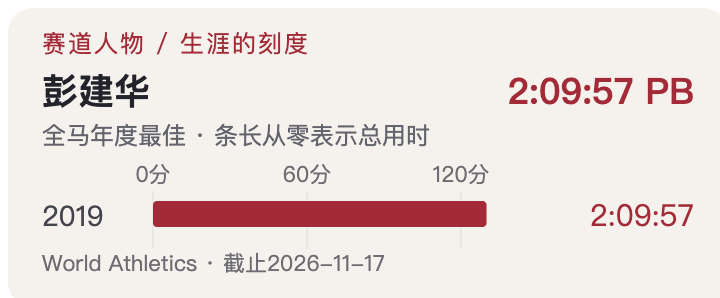 赛道人物 / 生涯的刻度
彭建华 2:09:57 PB
全马年度最佳 · 条长从零表示总用时
0分 60分 120分
2019 2:09:57
World Athletics · 截止2026–11–17